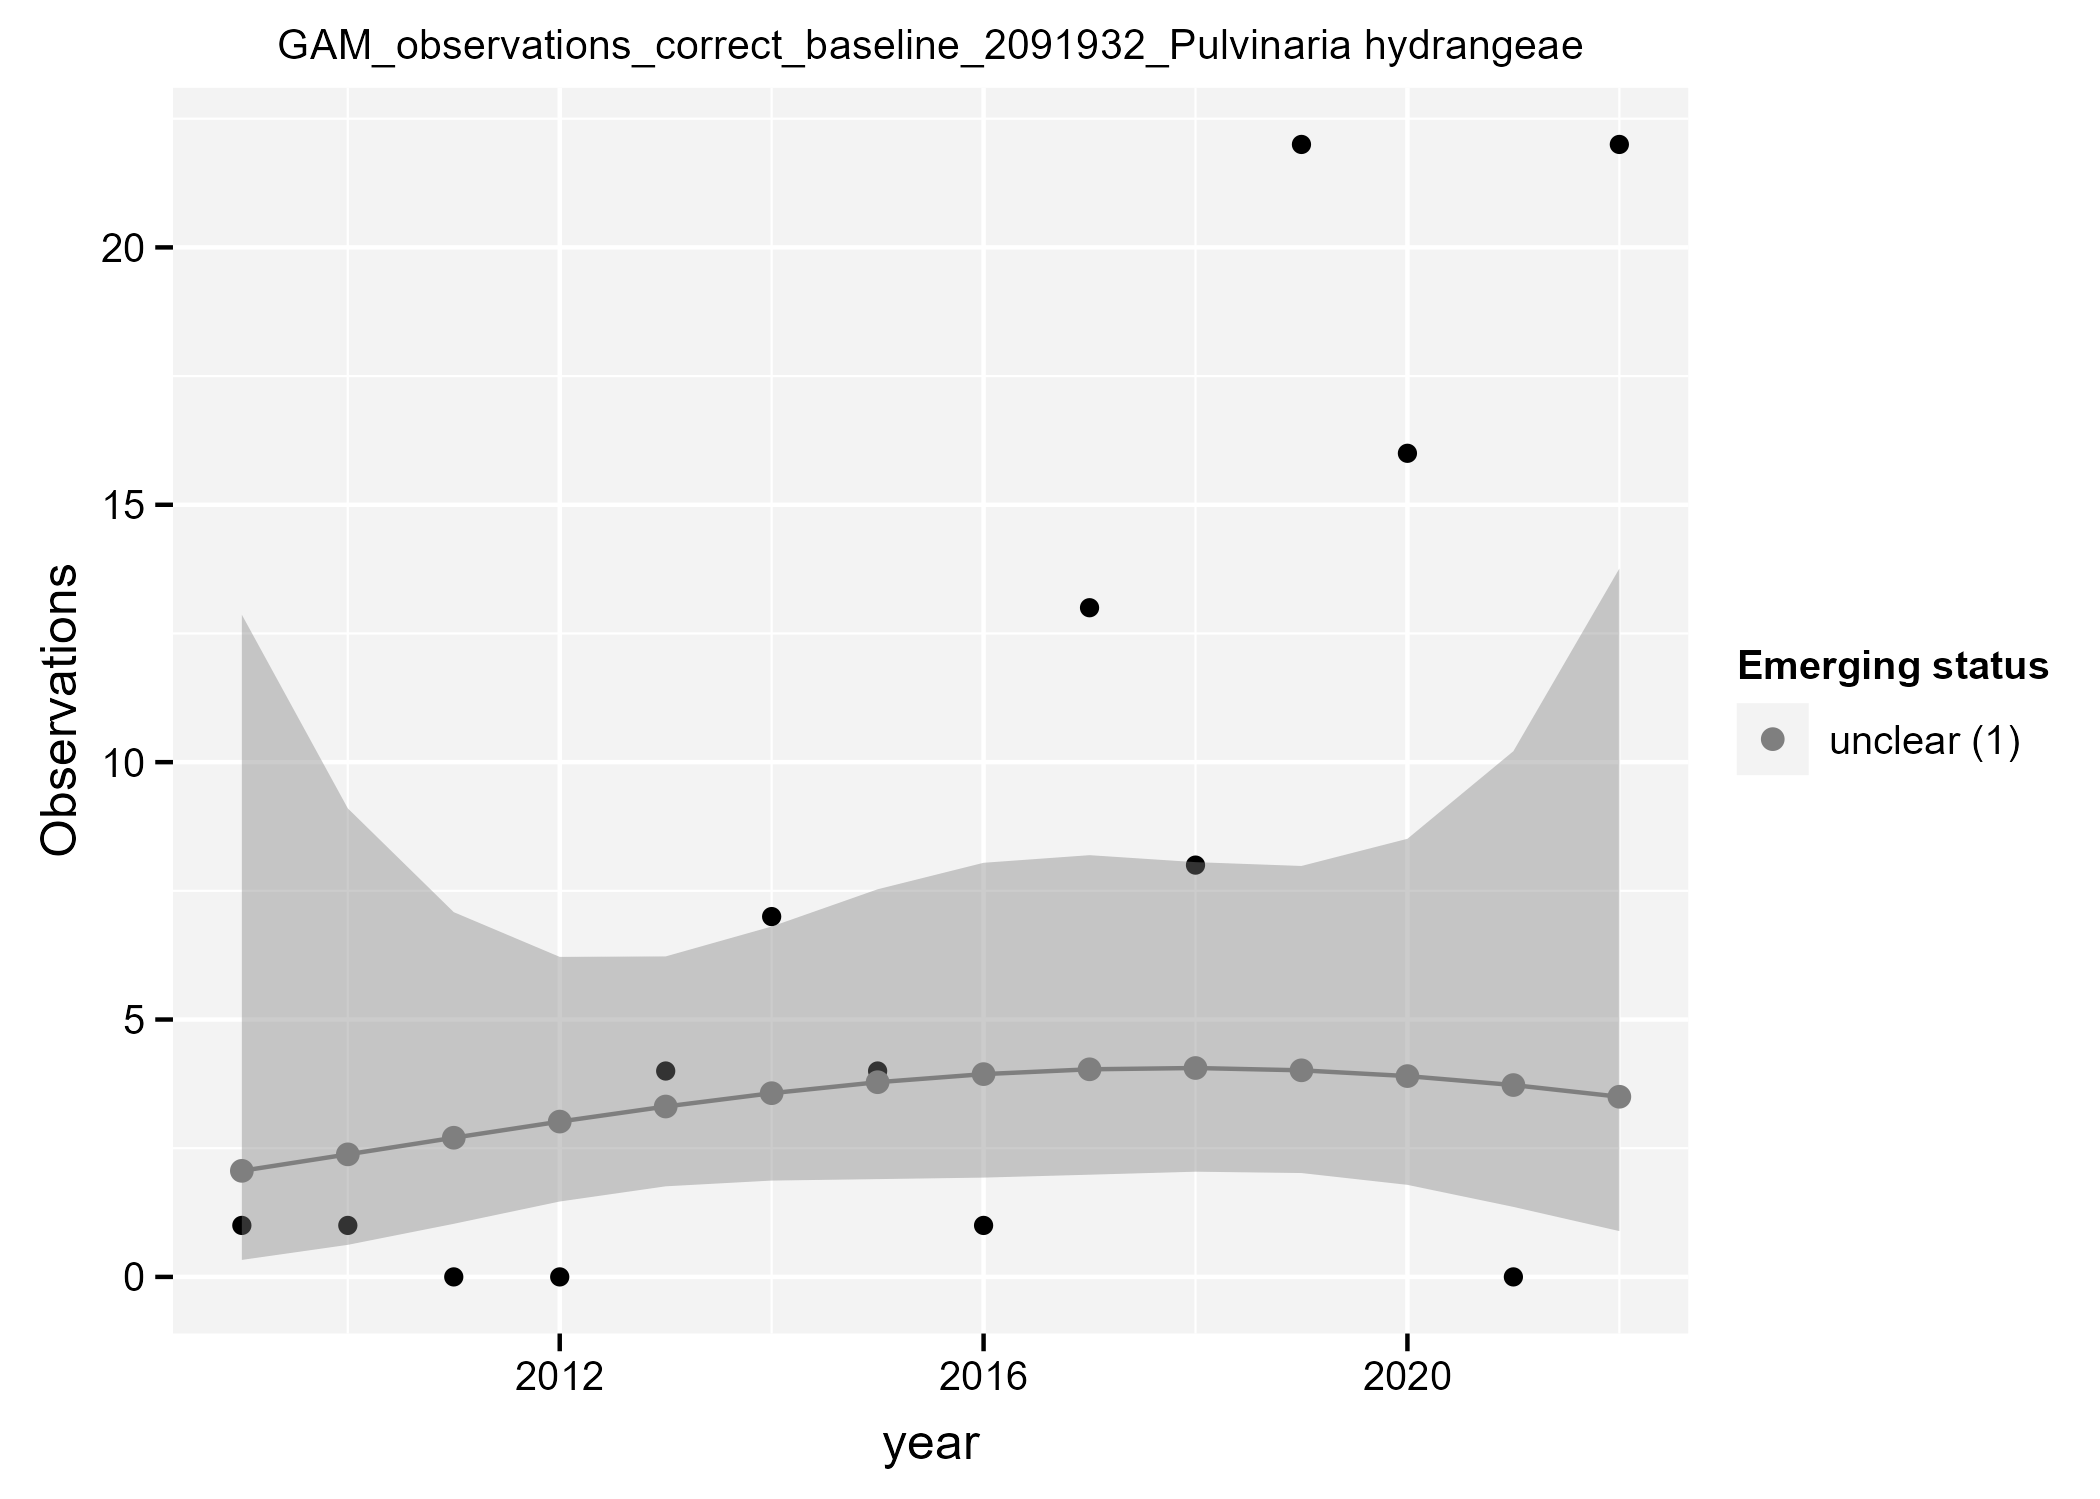 GAM_observations_correct_baseline_2091932_Pulvinaria hydrangeae
20
15
10
5
0
Observations
2012
2016
2020
year
Emerging status
unclear (1)